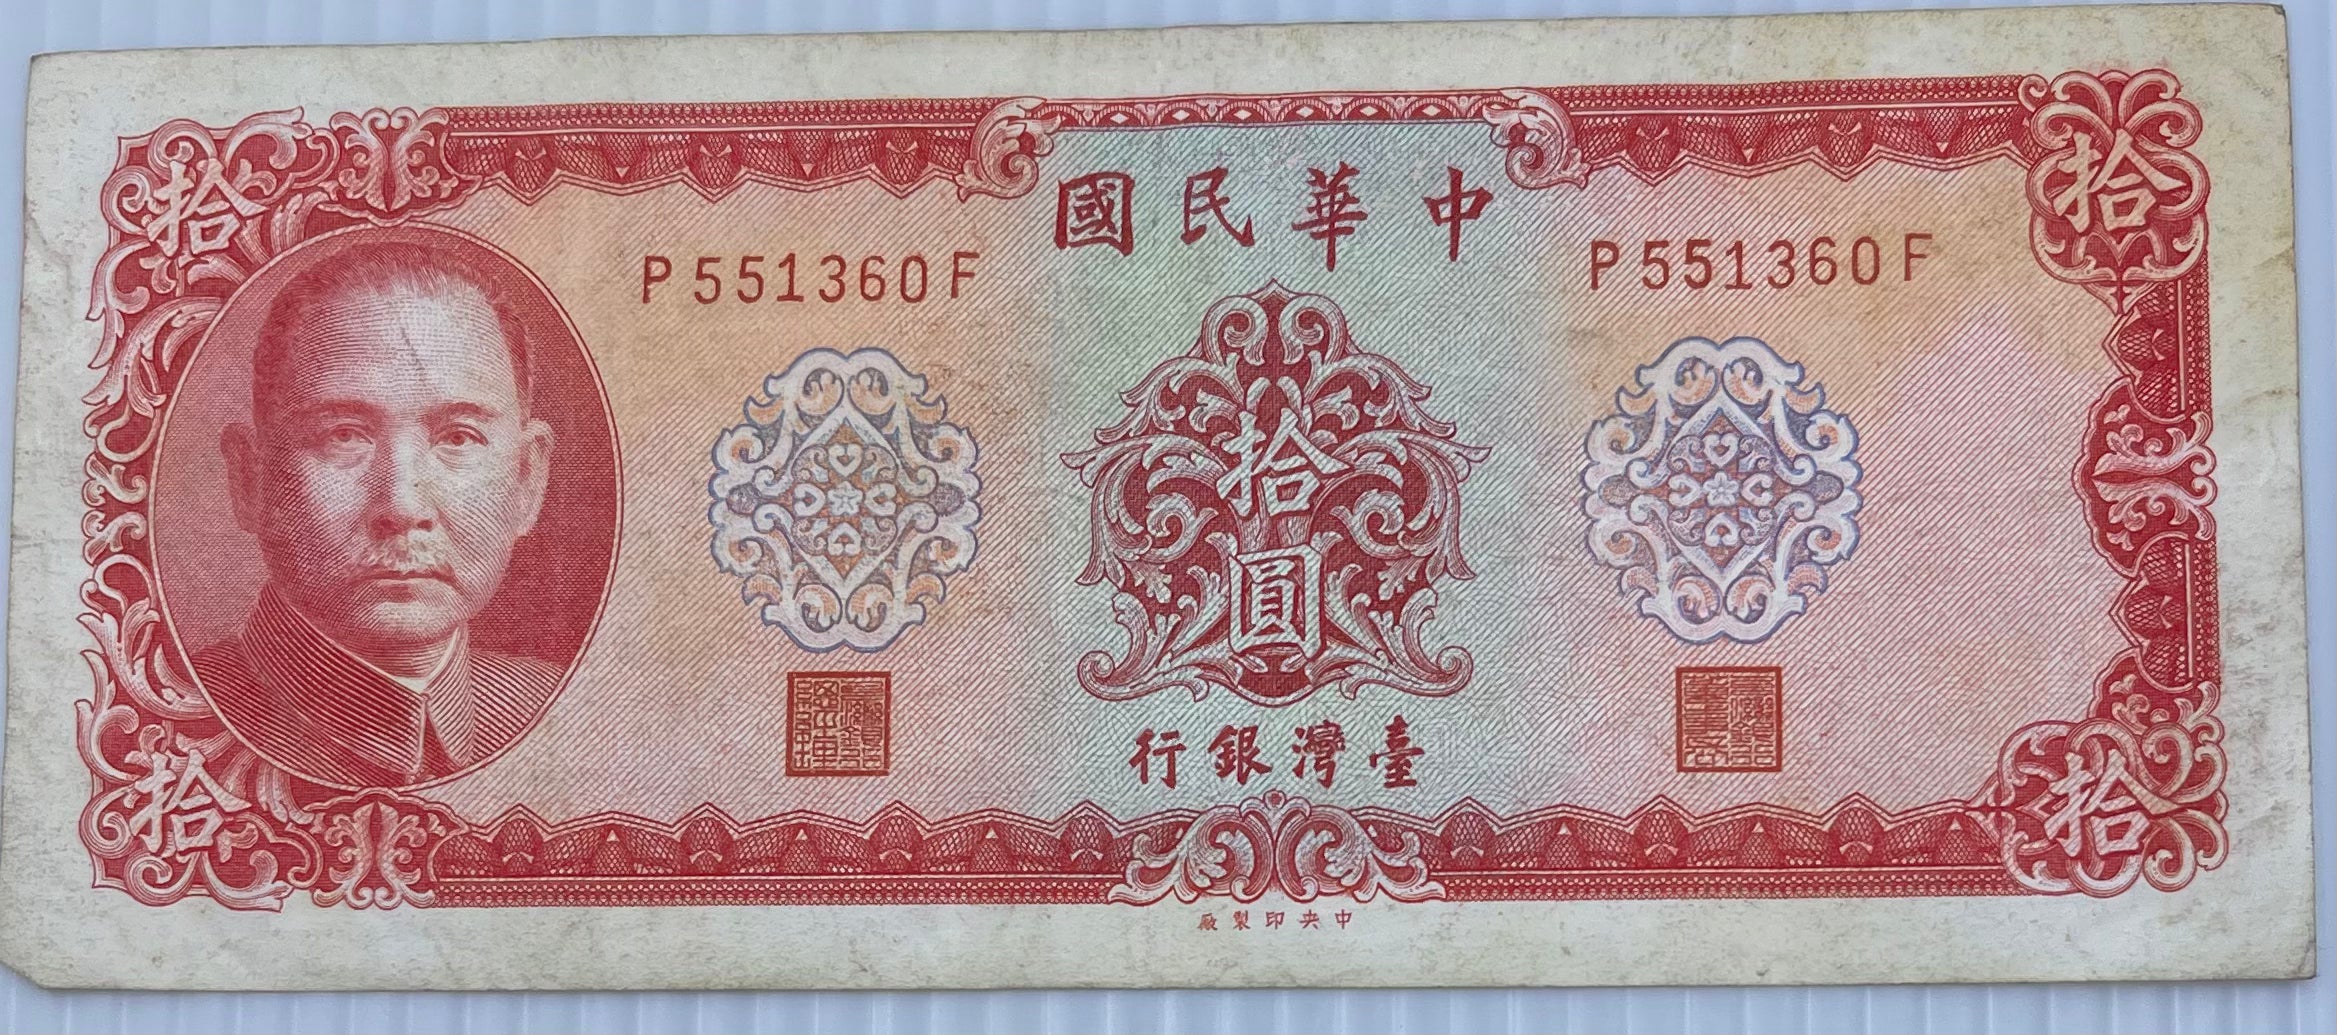 拾
拾
中華民國
P551360F
P551360F
拾圓
臺灣銀行
拾
拾
中央印製廠